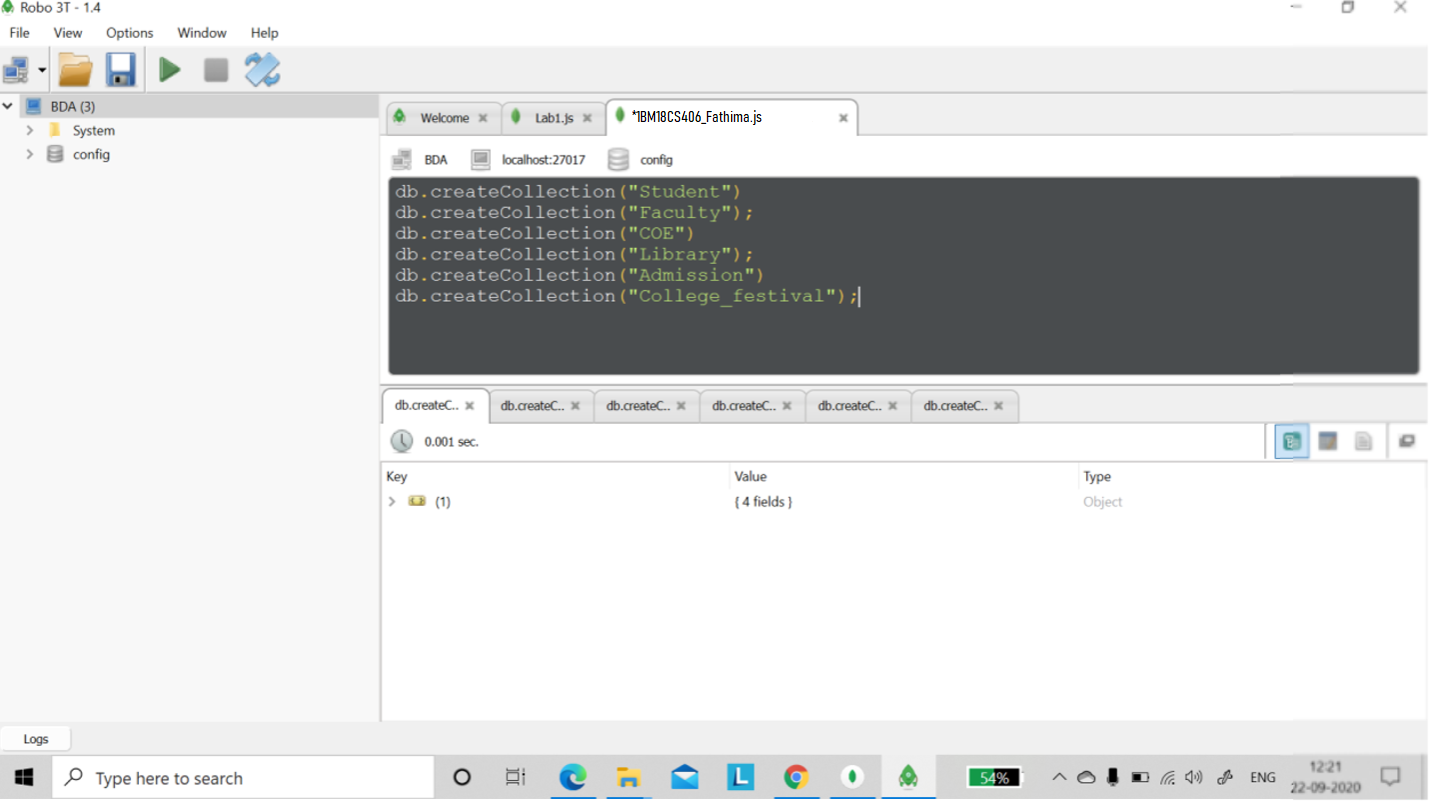 Robo 3T - 1.4
File View Options Window Help
BDA (3)
System
config
Welcome Lab1.js *1BM18CS406_Fathima.js
BDA localhost:27017 config
db.createCollection("Student")
db.createCollection("Faculty");
db.createCollection("COE")
db.createCollection("Library");
db.createCollection("Admission")
db.createCollection("College_festival");
db.createC.. db.createC.. db.createC.. db.createC.. db.createC.. db.createC..
0.001 sec.
Key Value Type
(1) { 4 fields } Object
Logs
Type here to search
L
54%
ENG
12:21
22-09-2020